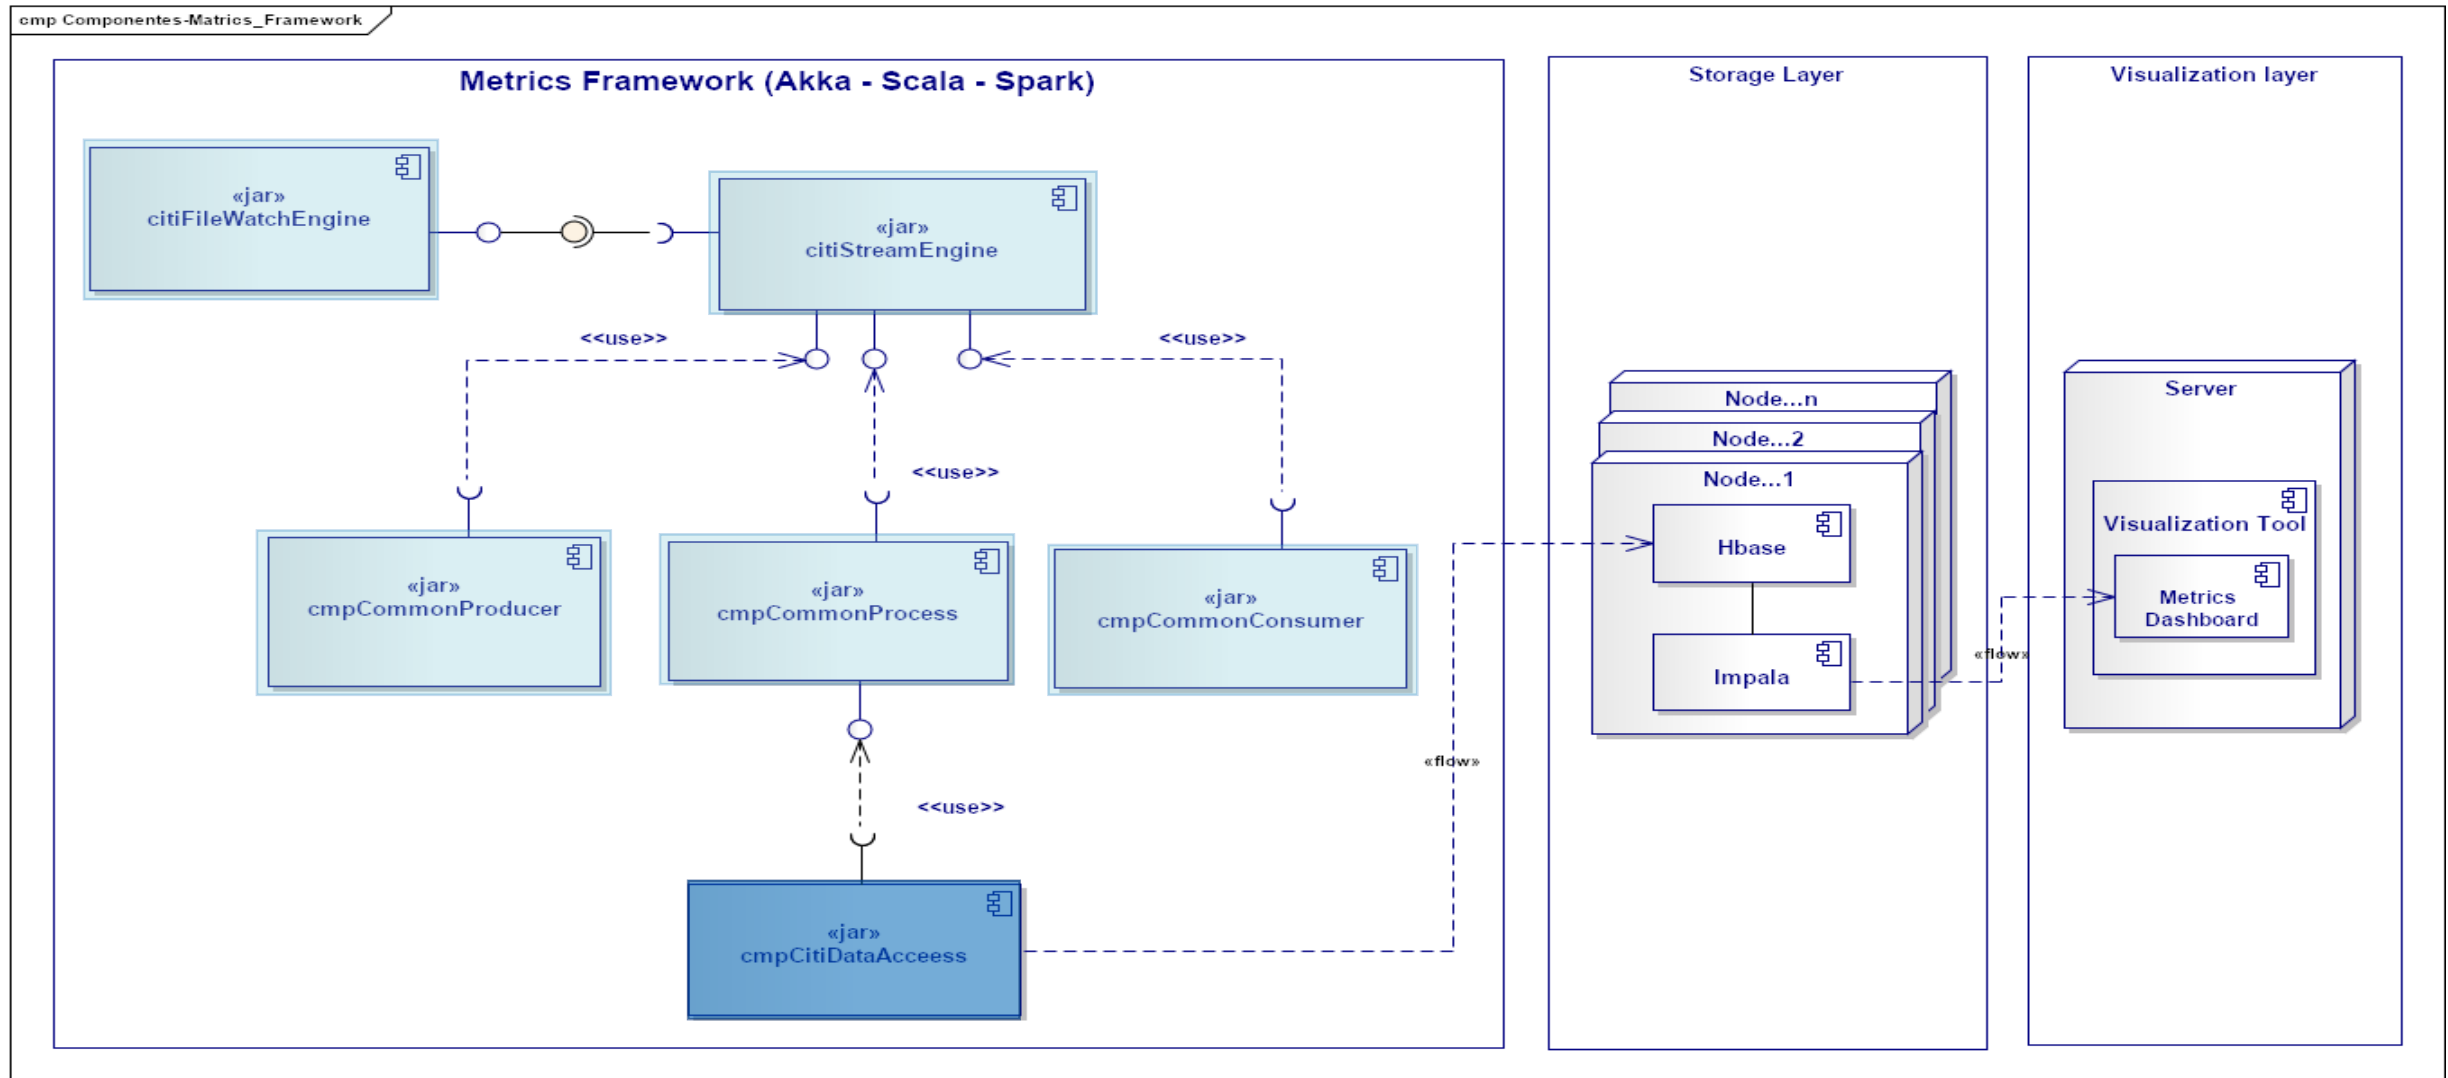 cmp Componentes-Matrics_Framework
Metrics Framework (Akka - Scala - Spark)
«jar»
citiFileWatchEngine
«jar»
citiStreamEngine
<<use>>
<<use>>
<<use>>
«jar»
cmpCommonProducer
«jar»
cmpCommonProcess
«jar»
cmpCommonConsumer
<<use>>
«jar»
cmpCitiDataAcceess
«flow»
Storage Layer
Node...n
Node...2
Node...1
Hbase
Impala
«flow»
Visualization layer
Server
Visualization Tool
Metrics
Dashboard